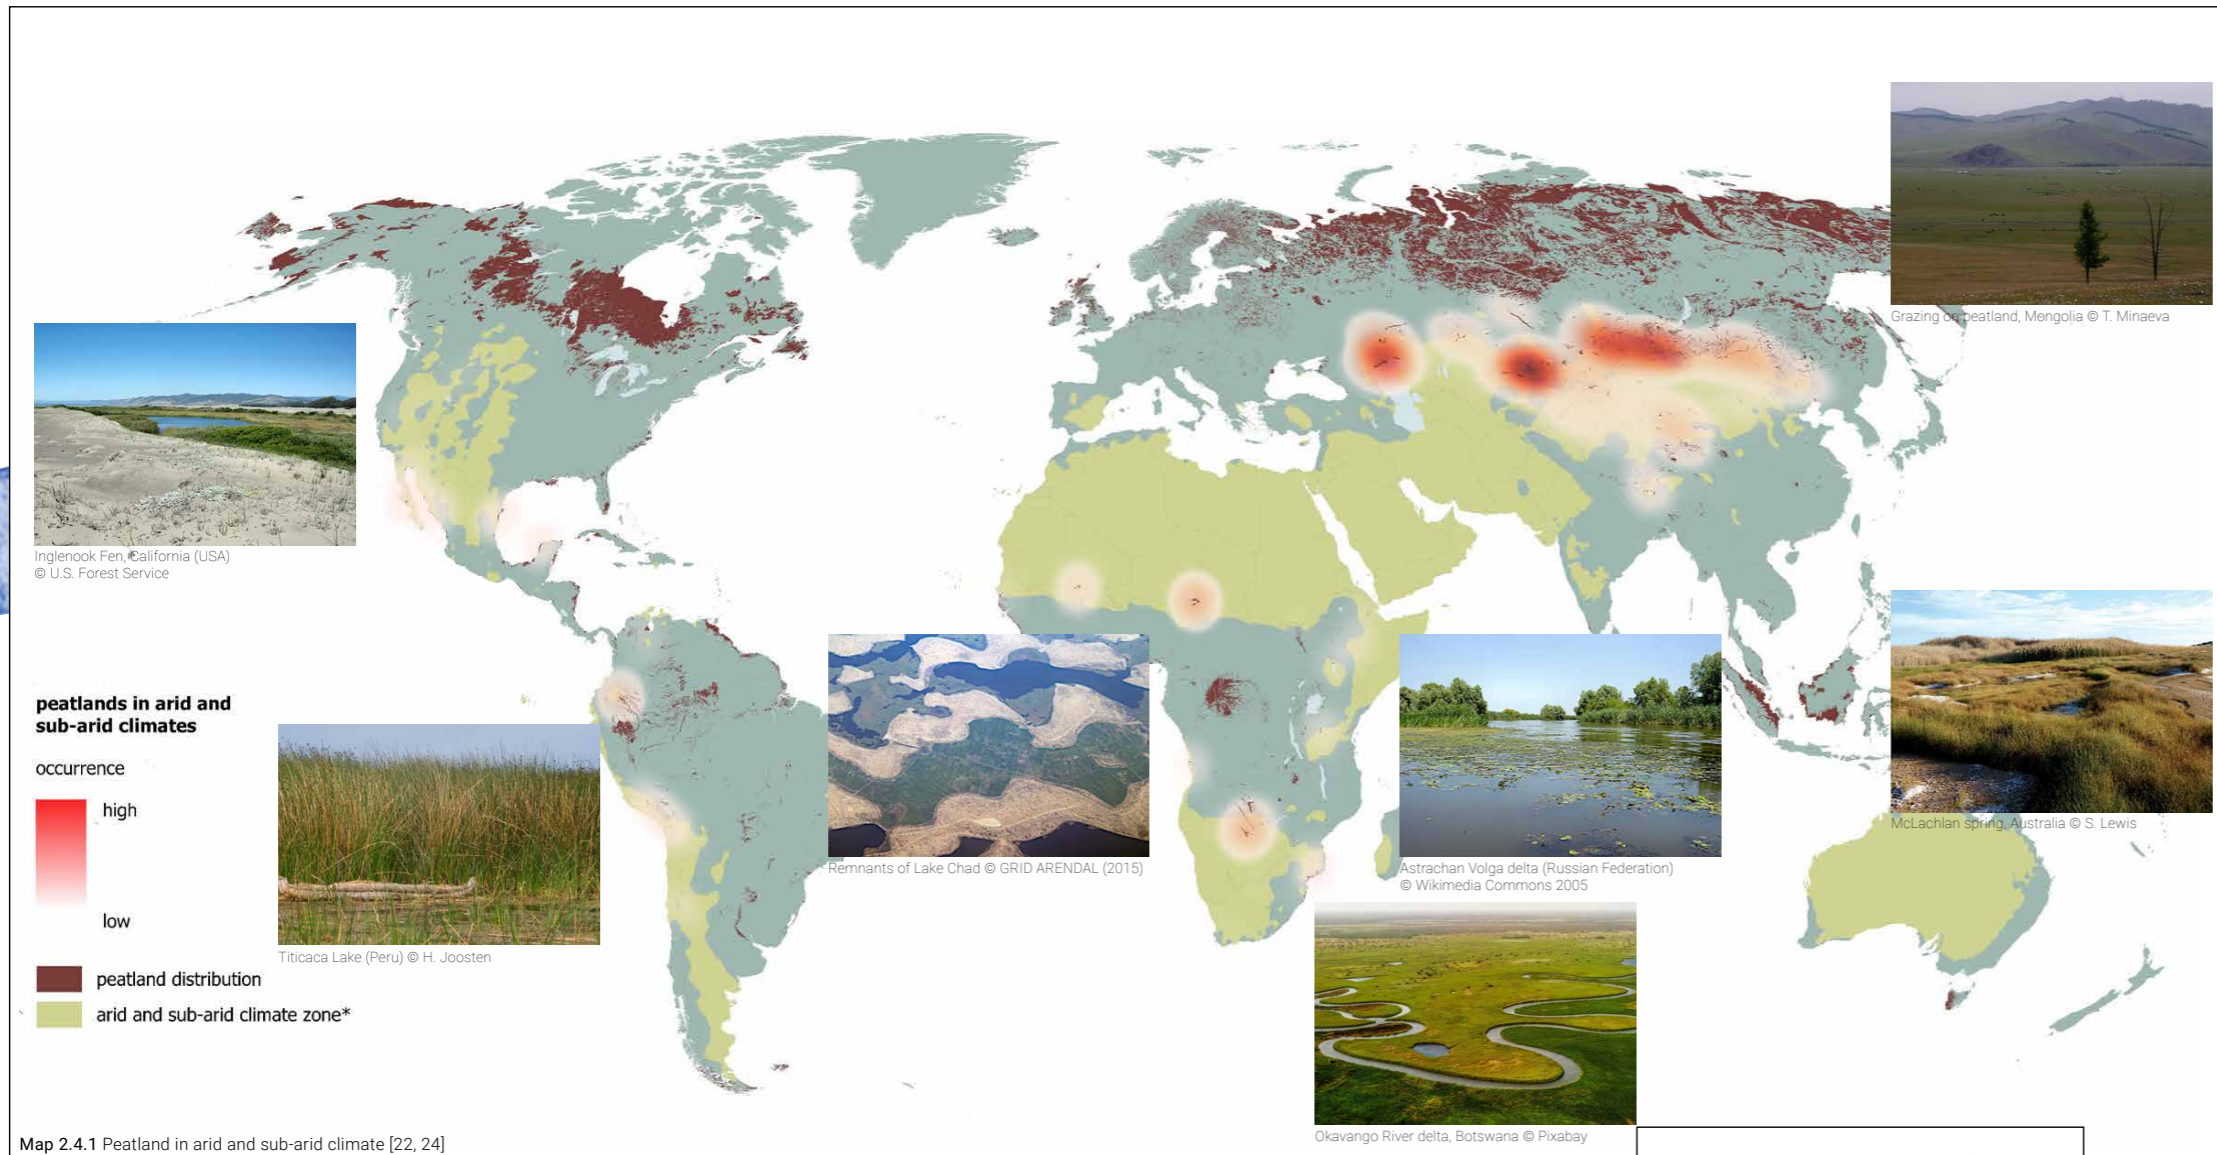 Grazing on peatland, Mongolia © T. Minaeva
Inglenook Fen, California (USA)
© U.S. Forest Service
peatlands in arid and
sub-arid climates
occurrence
high
low
peatland distribution
arid and sub-arid climate zone*
Titicaca Lake (Peru) © H. Joosten
Remnants of Lake Chad © GRID ARENDAL (2015)
Astrachan Volga delta (Russian Federation)
© Wikimedia Commons 2005
McLachlan spring, Australia © S. Lewis
Okavango River delta, Botswana © Pixabay
Map 2.4.1 Peatland in arid and sub-arid climate [22, 24]